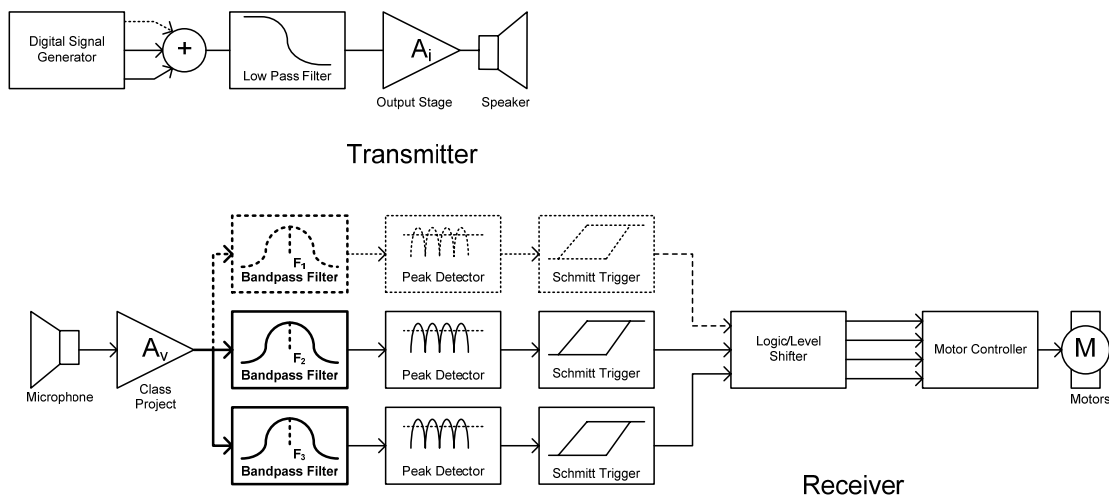 Digital Signal
Generator
+
Low Pass Filter
Ai
Output Stage
Speaker
Transmitter
F1
Bandpass Filter
Peak Detector
Schmitt Trigger
Microphone
Av
Class
Project
F2
Bandpass Filter
Peak Detector
Schmitt Trigger
Logic/Level
Shifter
Motor Controller
M
Motors
F3
Bandpass Filter
Peak Detector
Schmitt Trigger
Receiver